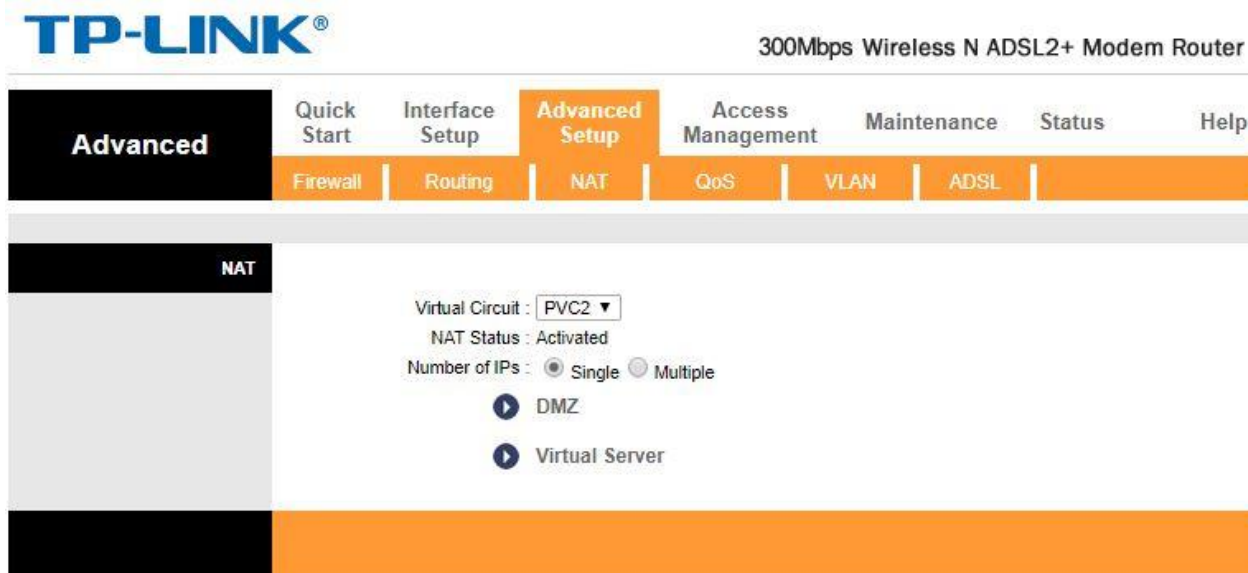 TP-LINK®
300Mbps Wireless N ADSL2+ Modem Router
Advanced
Quick Start
Interface Setup
Advanced Setup
Access Management
Maintenance
Status
Help
Firewall
Routing
NAT
QoS
VLAN
ADSL
NAT
Virtual Circuit : PVC2
NAT Status : Activated
Number of IPs : Single Multiple
DMZ
Virtual Server